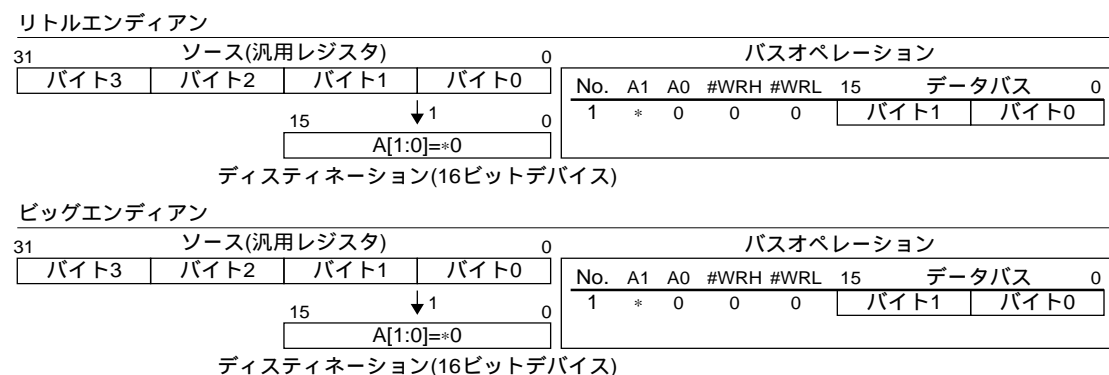 リトルエンディアン
31 ソース(汎用レジスタ) 0 バスオペレーション
バイト3 バイト2 バイト1 バイト0
No. A1 A0 #WRH #WRL 15 データバス 0
1 * 0 0 0 バイト1 バイト0
15 1 0
A[1:0]=*0
ディスティネーション(16ビットデバイス)
ビッグエンディアン
31 ソース(汎用レジスタ) 0 バスオペレーション
バイト3 バイト2 バイト1 バイト0
No. A1 A0 #WRH #WRL 15 データバス 0
1 * 0 0 0 バイト1 バイト0
15 1 0
A[1:0]=*0
ディスティネーション(16ビットデバイス)